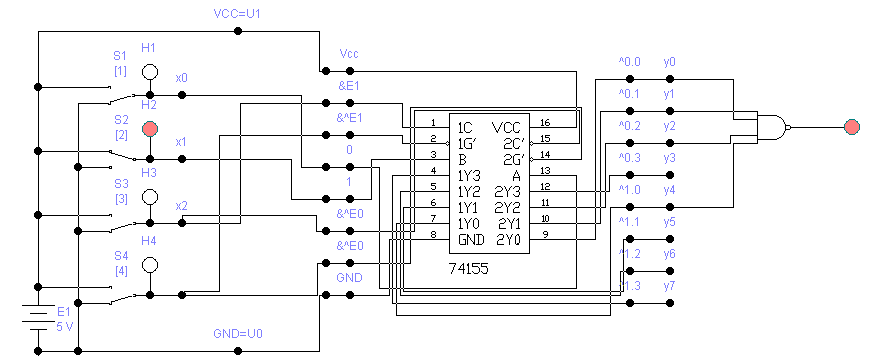 VCC=U1
S1
[1]
H1
x0
H2
S2
[2]
x1
H3
S3
[3]
x2
H4
S4
[4]
E1
5 V
GND=U0
Vcc
&E1
&^E1
0
1
&^E0
&^E0
GND
1 1C VCC 16
2 1G' 2C' 15
3 B 2G' 14
4 1Y3 A 13
5 1Y2 2Y3 12
6 1Y1 2Y2 11
7 1Y0 2Y1 10
8 GND 2Y0 9
74155
^0.0 y0
^0.1 y1
^0.2 y2
^0.3 y3
^1.0 y4
^1.1 y5
^1.2 y6
^1.3 y7